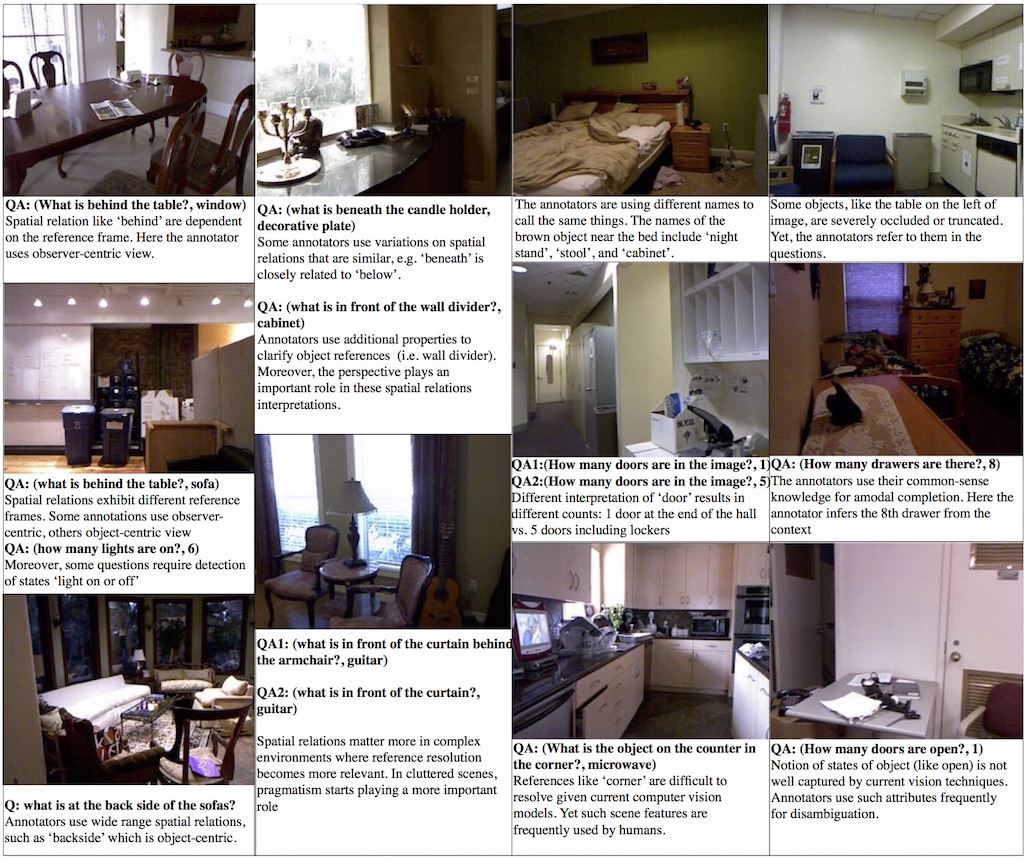 QA: (What is behind the table?, window)
Spatial relation like ‘behind’ are dependent
on the reference frame. Here the annotator
uses observer-centric view.
QA: (what is behind the table?, sofa)
Spatial relations exhibit different reference
frames. Some annotations use observer-
centric, others object-centric view
QA: (how many lights are on?, 6)
Moreover, some questions require detection
of states ‘light on or off’
Q: what is at the back side of the sofas?
Annotators use wide range spatial relations,
such as ‘backside’ which is object-centric.
QA: (what is beneath the candle holder,
decorative plate)
Some annotators use variations on spatial
relations that are similar, e.g. ‘beneath’ is
closely related to ‘below’.
QA: (what is in front of the wall divider?,
cabinet)
Annotators use additional properties to
clarify object references (i.e. wall divider).
Moreover, the perspective plays an
important role in these spatial relations
interpretations.
QA1: (what is in front of the curtain behind
the armchair?, guitar)
QA2: (what is in front of the curtain?,
guitar)
Spatial relations matter more in complex
environments where reference resolution
becomes more relevant. In cluttered scenes,
pragmatism starts playing a more important
role
The annotators are using different names to
call the same things. The names of the
brown object near the bed include ‘night
stand’, ‘stool’, and ‘cabinet’.
N.Y.U.
QA1:(How many doors are in the image?, 1)
QA2:(How many doors are in the image?, 5)
Different interpretation of ‘door’ results in
different counts: 1 door at the end of the hall
vs. 5 doors including lockers
QA: (What is the object on the counter in
the corner?, microwave)
References like ‘corner’ are difficult to
resolve given current computer vision
models. Yet such scene features are
frequently used by humans.
Some objects, like the table on the left of
image, are severely occluded or truncated.
Yet, the annotators refer to them in the
questions.
QA: (How many drawers are there?, 8)
The annotators use their common-sense
knowledge for amodal completion. Here the
annotator infers the 8th drawer from the
context
QA: (How many doors are open?, 1)
Notion of states of object (like open) is not
well captured by current vision techniques.
Annotators use such attributes frequently
for disambiguation.